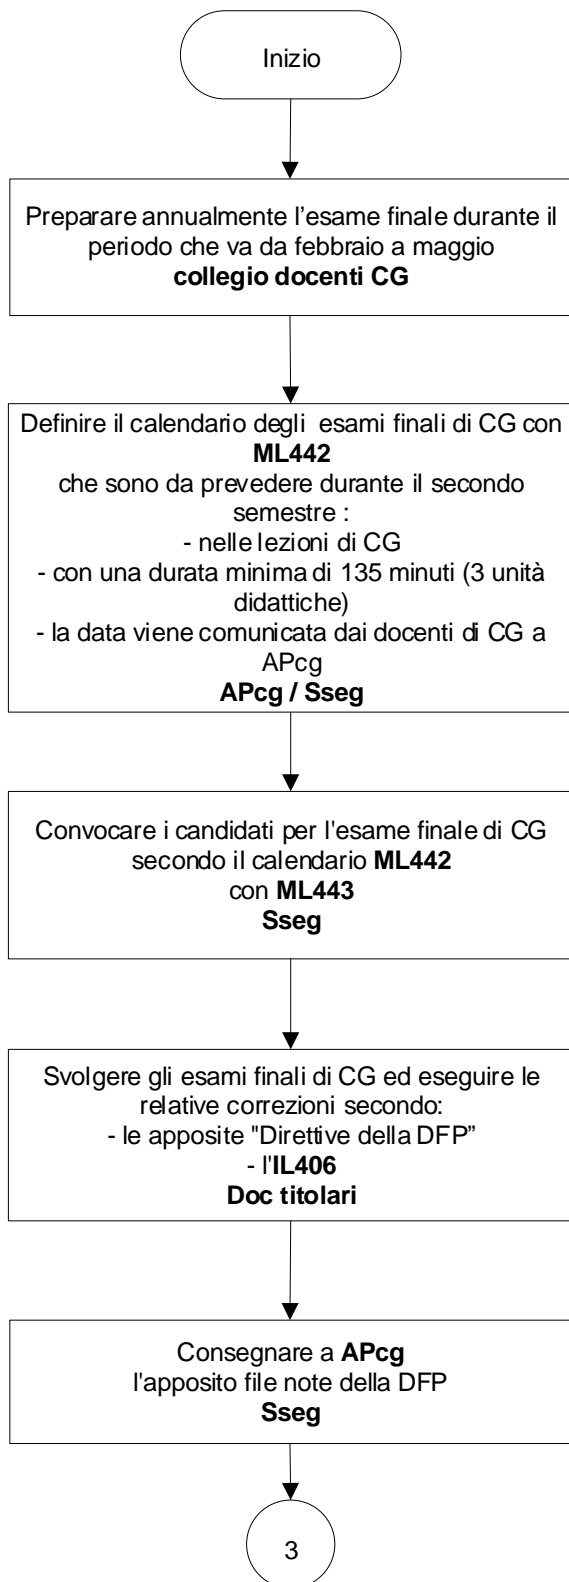 Inizio
Preparare annualmente l'esame finale durante il
periodo che va da febbraio a maggio
collegio docenti CG
Definire il calendario degli esami finali di CG con
ML442
che sono da prevedere durante il secondo
semestre :
- nelle lezioni di CG
- con una durata minima di 135 minuti (3 unità
didattiche)
- la data viene comunicata dai docenti di CG a
APcg
APcg / Sseg
Convocare i candidati per l'esame finale di CG
secondo il calendario ML442
con ML443
Sseg
Svolgere gli esami finali di CG ed eseguire le
relative correzioni secondo:
- le apposite "Direttive della DFP”
- l'IL406
Doc titolari
Consegnare a APcg
l'apposito file note della DFP
Sseg
3